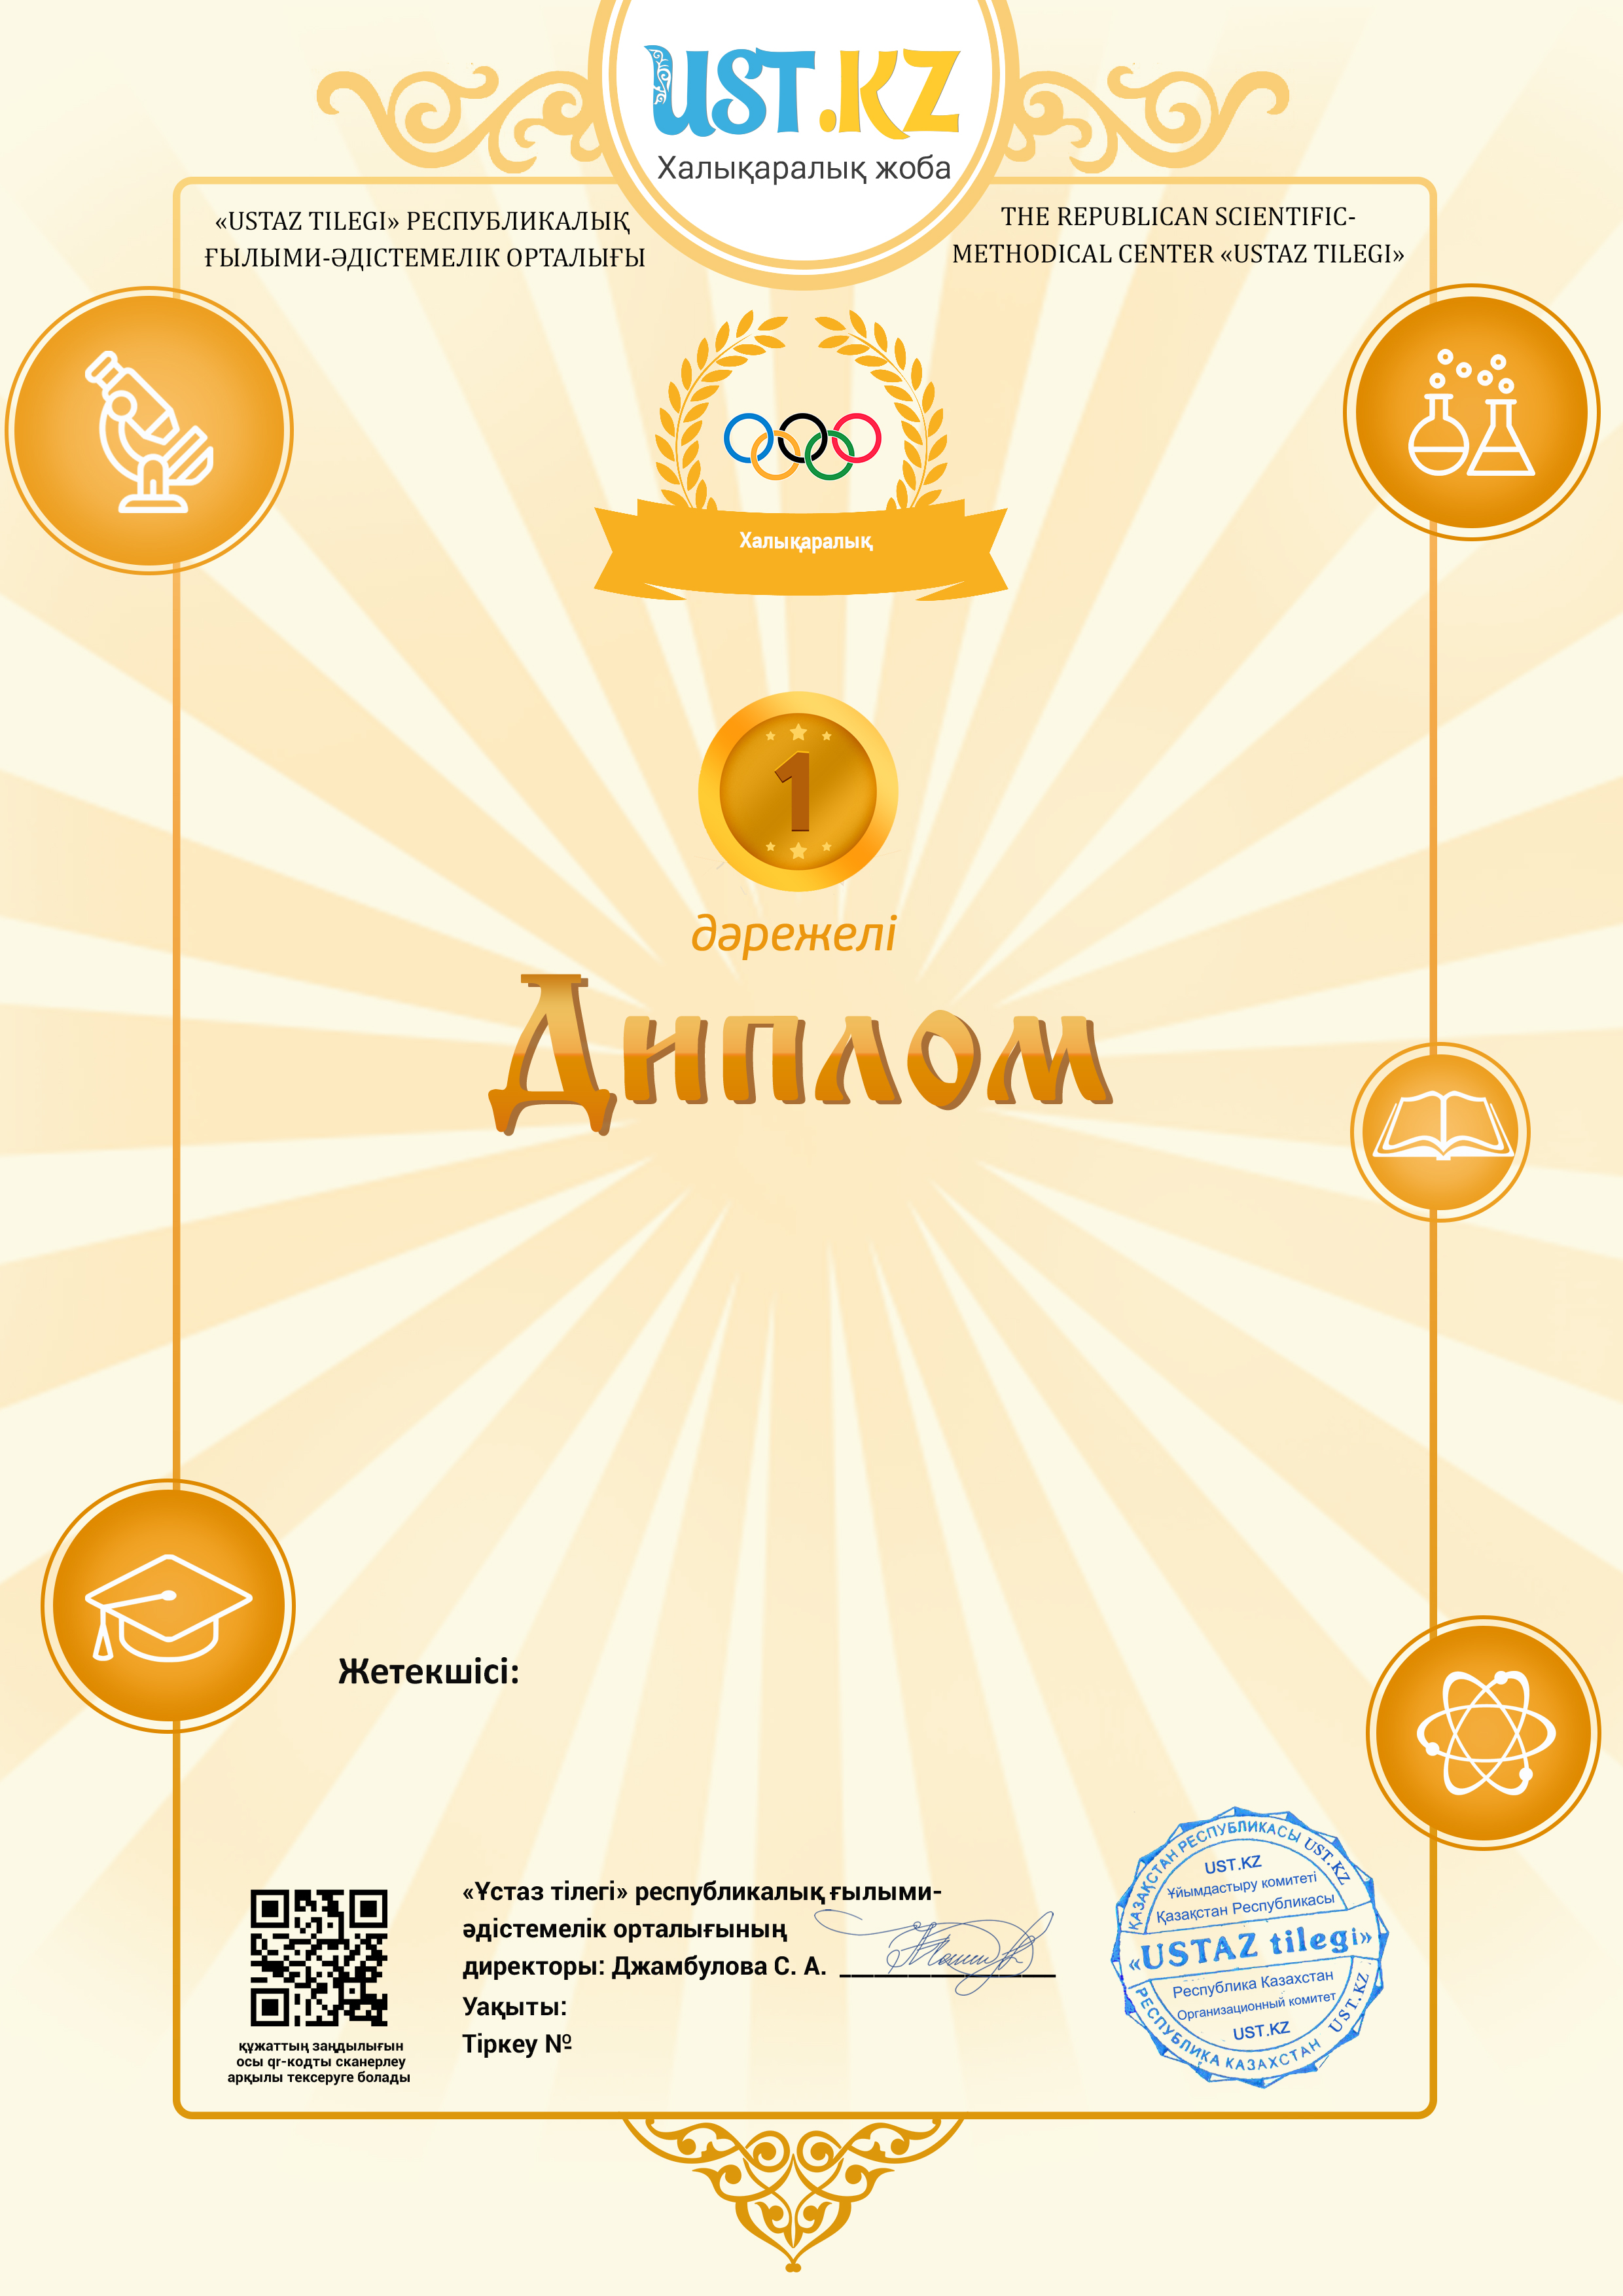 UST.KZ
Халықаралық жоба
«USTAZ TILEGI» РЕСПУБЛИКАЛЫҚ
ҒЫЛЫМИ-ӘДІСТЕМЕЛІК ОРТАЛЫҒЫ
THE REPUBLICAN SCIENTIFIC-
METHODICAL CENTER «USTAZ TILEGI»
Халықаралық
1
дәрежелі
Диплом
Жетекшісі:
«Ұстаз тілегі» республикалық ғылыми-
әдістемелік орталығының
директоры: Джамбулова С. А.
Уақыты:
Тіркеу №
құжаттың заңдылығын
осы qr-кодты сканерлеу
арқылы тексеруге болады
ҚАЗАҚСТАН РЕСПУБЛИКАСЫ UST.KZ
UST.KZ
Ұйымдастыру комитеті
Қазақстан Республикасы
«USTAZ tilegi»
Республика Казахстан
Организационный комитет
UST.KZ
РЕСПУБЛИКА КАЗАХСТАН UST.KZ